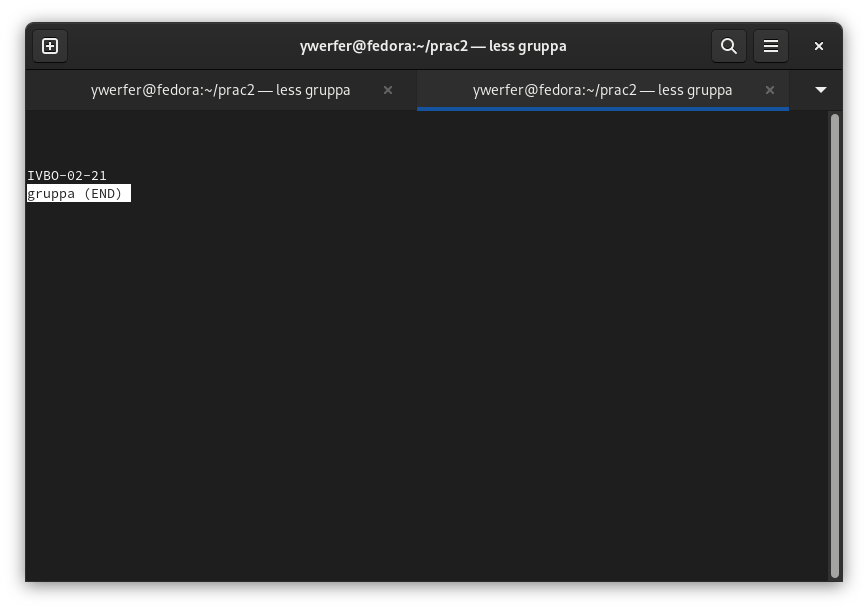 ywerfer@fedora:~/prac2 — less gruppa
ywerfer@fedora:~/prac2 — less gruppa
ywerfer@fedora:~/prac2 — less gruppa
IVBO-02-21
gruppa (END)